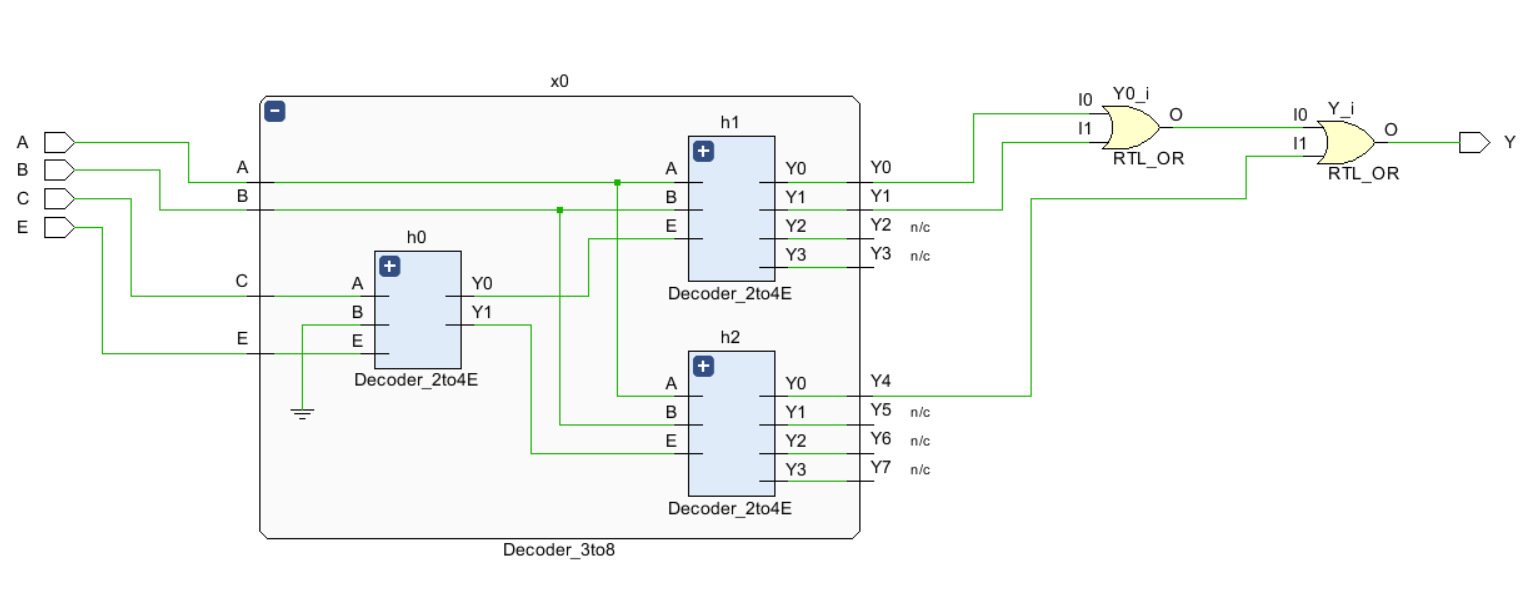 x0
A
B
C
E
A
B
C
E
h0
A
B
E
Y0
Y1
Decoder_2to4E
h1
A
B
E
Y0
Y1
Y2
Y3
Decoder_2to4E
h2
A
B
E
Y0
Y1
Y2
Y3
Decoder_2to4E
Y0
Y1
Y2 n/c
Y3 n/c
Y4
Y5 n/c
Y6 n/c
Y7 n/c
Decoder_3to8
Y0_i
I0
I1
O
RTL_OR
Y_i
I0
I1
O
RTL_OR
Y